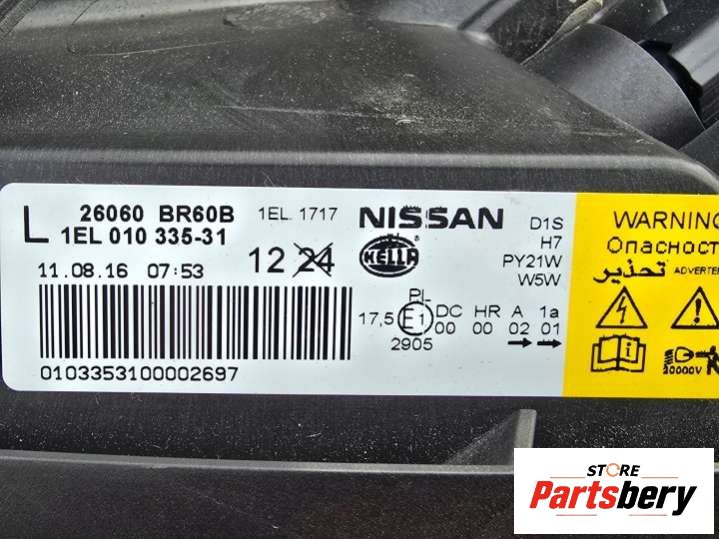 L
26060 BR60B
1EL 010 335-31
1EL. 1717
NISSAN
11.08.16 07:53
12 24
HELLA
D1S
H7
PY21W
W5W
PL
17,5 E1 DC HR A 1a
00 00 02 01
2905
0103353100002697
WARNING
Опасност
تحذير ADVERTEN
20000V
STORE
Partsbery